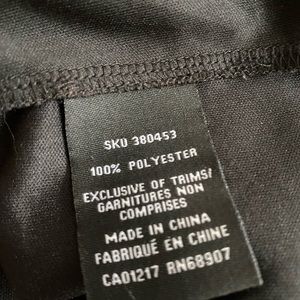 SKU 380453
100% POLYESTER
EXCLUSIVE OF TRIMS/
GARNITURES NON
COMPRISES
MADE IN CHINA
FABRIQUÉ EN CHINE
CA01217 RN68907